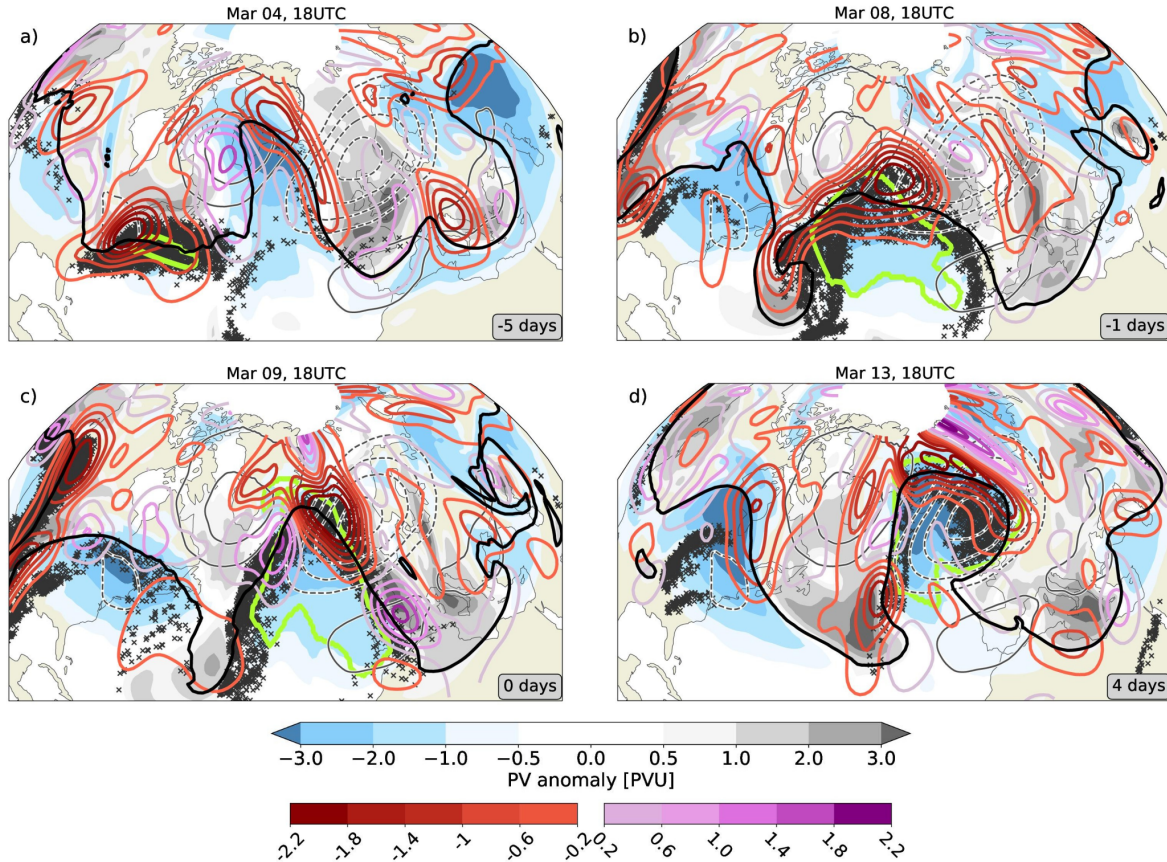 Mar 04, 18UTC
a)
-5 days
Mar 08, 18UTC
b)
-1 days
Mar 09, 18UTC
c)
0 days
Mar 13, 18UTC
d)
4 days
−3.0 −2.0 −1.0 −0.5 0.0 0.5 1.0 2.0 3.0
PV anomaly [PVU]
-2.2 -1.8 -1.4 -1 -0.6 -0.2 0.2 0.6 1.0 1.4 1.8 2.2